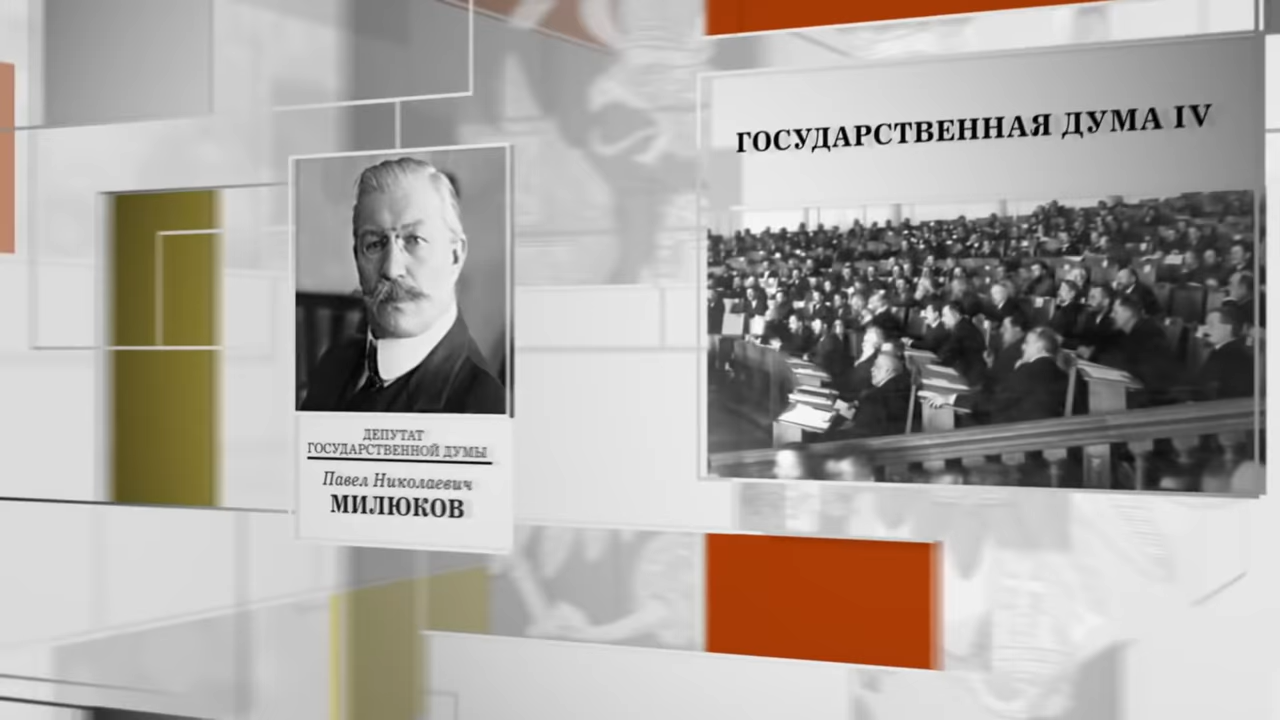 ГОСУДАРСТВЕННАЯ ДУМА IV
ДЕПУТАТ
ГОСУДАРСТВЕННОЙ ДУМЫ
Павел Николаевич
МИЛЮКОВ